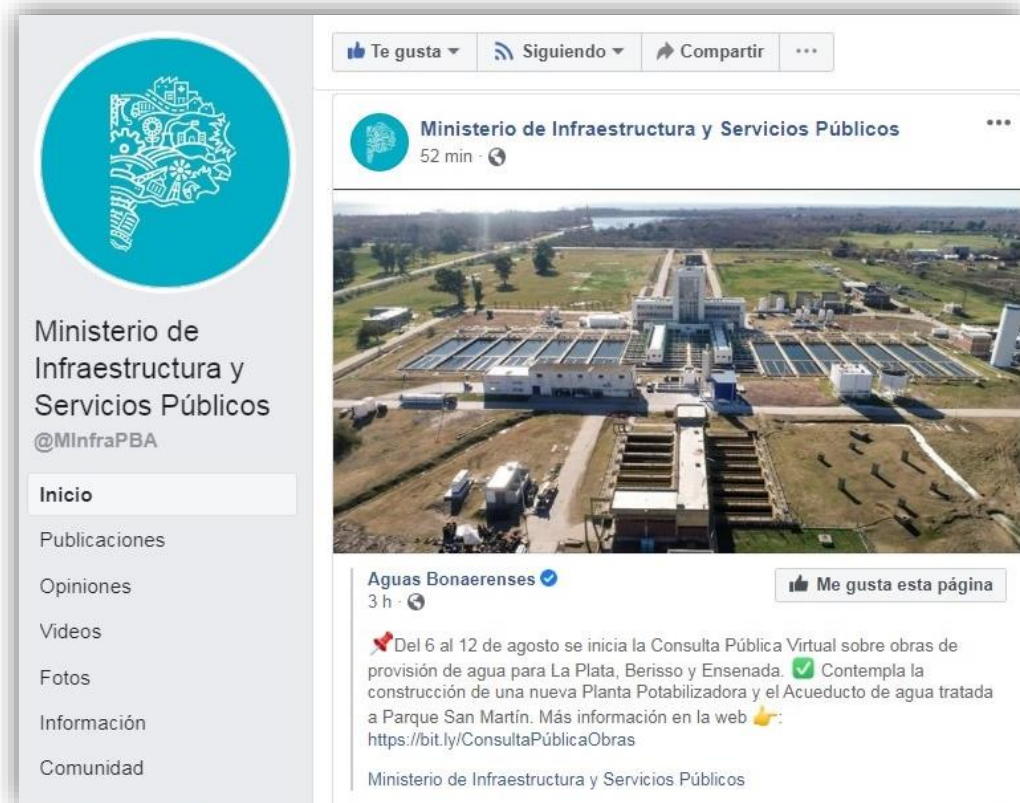 Ministerio de
Infraestructura y
Servicios Públicos
@MInfraPBA
Inicio
Publicaciones
Opiniones
Videos
Fotos
Información
Comunidad
Te gusta
Siguiendo
Compartir
Ministerio de Infraestructura y Servicios Públicos
52 min ·
Aguas Bonaerenses
3 h ·
Me gusta esta página
📌Del 6 al 12 de agosto se inicia la Consulta Pública Virtual sobre obras de
provisión de agua para La Plata, Berisso y Ensenada. ✅ Contempla la
construcción de una nueva Planta Potabilizadora y el Acueducto de agua tratada
a Parque San Martín. Más información en la web 👉:
https://bit.ly/ConsultaPúblicaObras
Ministerio de Infraestructura y Servicios Públicos